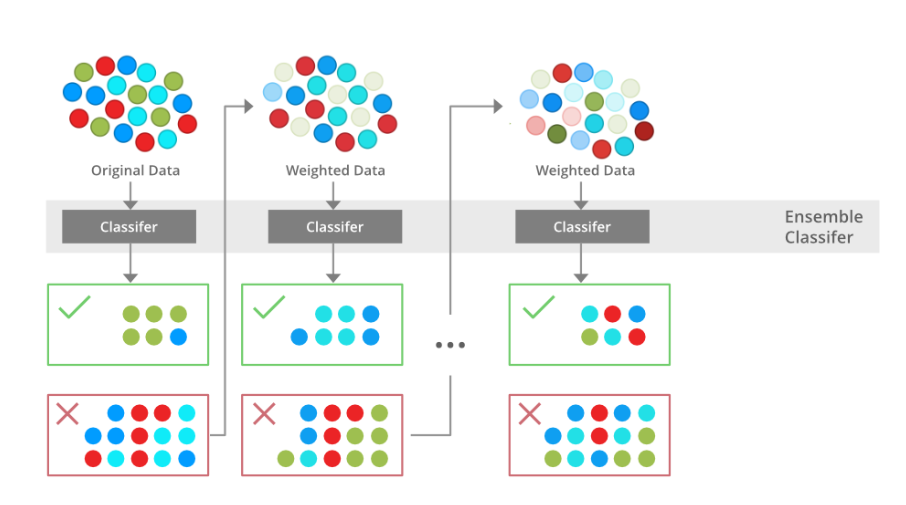 Original Data
Weighted Data
Weighted Data
Classifer
Classifer
Classifer
Ensemble
Classifer
...